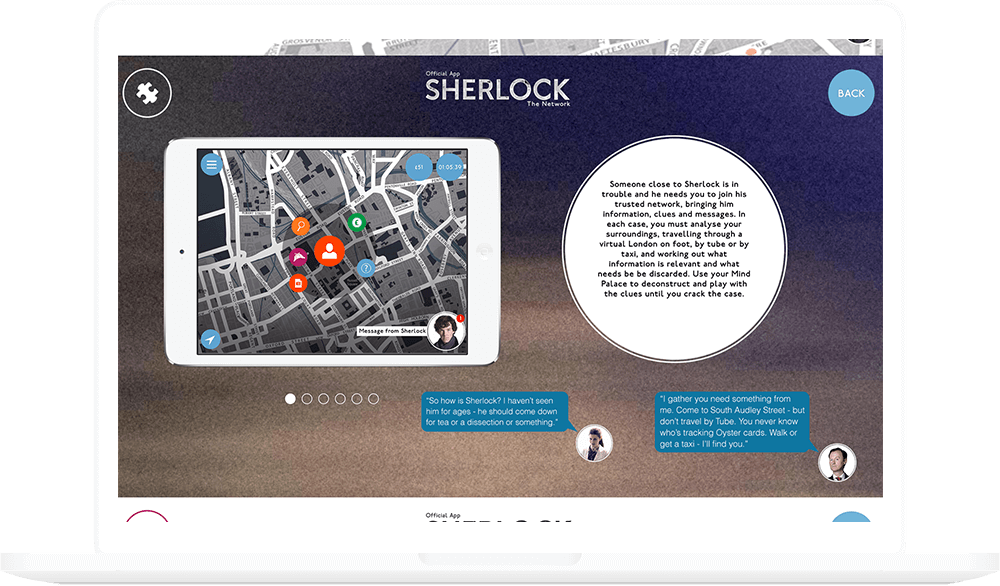 GROSVENOR
BRUTON
STREET
SHAFTESBURY
Official App
SHERLOCK
The Network
BACK
£51
01:05:39
Message from Sherlock
1
Someone close to Sherlock is in
trouble and he needs you to join his
trusted network, bringing him
information, clues and messages. In
each case, you must analyse your
surroundings, travelling through a
virtual London on foot, by tube or by
taxi, and working out what
information is relevant and what
needs be be discarded. Use your Mind
Palace to deconstruct and play with
the clues until you crack the case.
“So how is Sherlock? I haven’t seen
him for ages - he should come down
for tea or a dissection or something.”
“I gather you need something from
me. Come to South Audley Street - but
don’t travel by Tube. You never know
who’s tracking Oyster cards. Walk or
get a taxi - I’ll find you.”
Official App
SHERLOCK